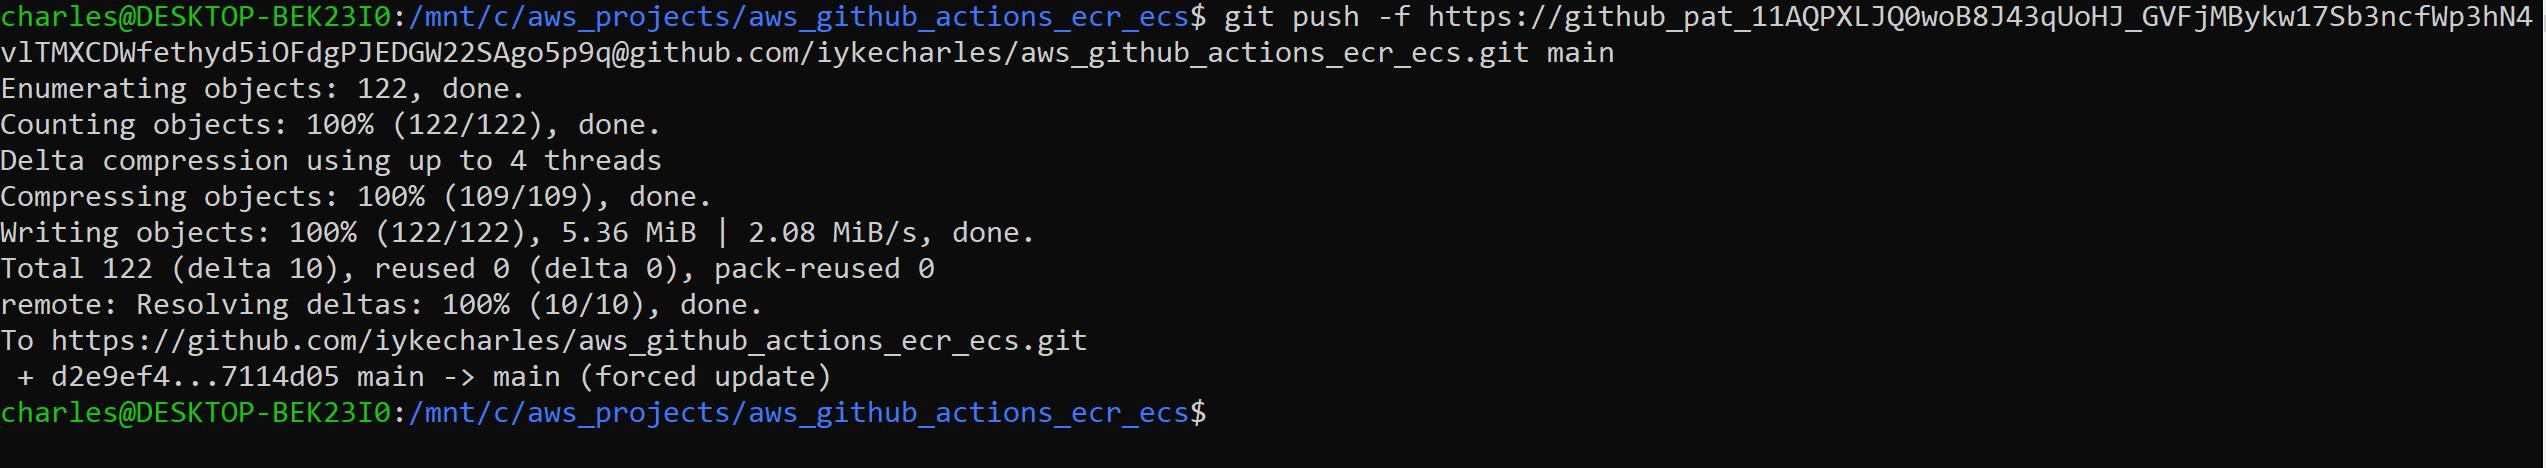 charles@DESKTOP-BEK23I0:/mnt/c/aws_projects/aws_github_actions_ecr_ecs$ git push -f https://github_pat_11AQPXLJQ0woB8J43qUoHJ_GVFjMBykw17Sb3ncfWp3hN4
vlTMXCDWfethyd5iOFdgPJEDGW22SAgo5p9q@github.com/iykecharles/aws_github_actions_ecr_ecs.git main
Enumerating objects: 122, done.
Counting objects: 100% (122/122), done.
Delta compression using up to 4 threads
Compressing objects: 100% (109/109), done.
Writing objects: 100% (122/122), 5.36 MiB | 2.08 MiB/s, done.
Total 122 (delta 10), reused 0 (delta 0), pack-reused 0
remote: Resolving deltas: 100% (10/10), done.
To https://github.com/iykecharles/aws_github_actions_ecr_ecs.git
 + d2e9ef4...7114d05 main -> main (forced update)
charles@DESKTOP-BEK23I0:/mnt/c/aws_projects/aws_github_actions_ecr_ecs$